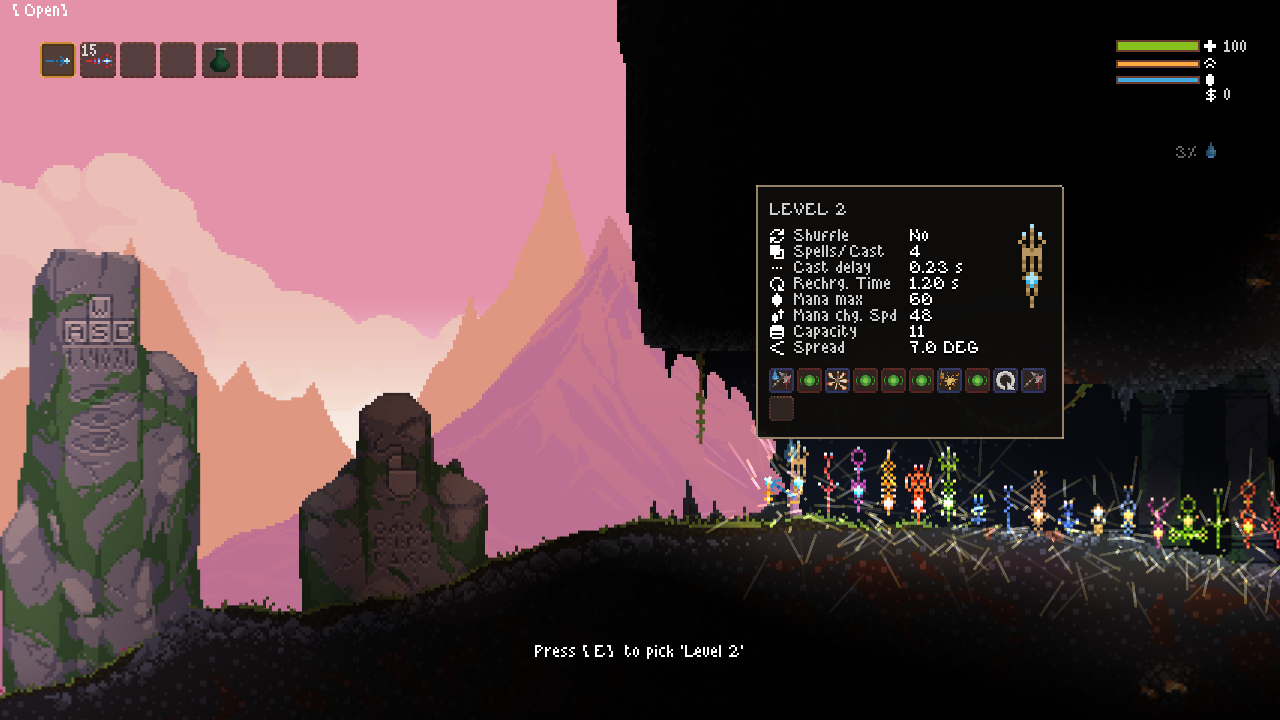 [ Open]
15
100
$ 0
3%
LEVEL 2
Shuffle No
Spells/Cast 4
Cast delay 0.23 s
Rechrg. Time 1.20 s
Mana max 60
Mana chg. Spd 48
Capacity 11
Spread 7.0 DEG
W
A S D
Press [ E] to pick 'Level 2'